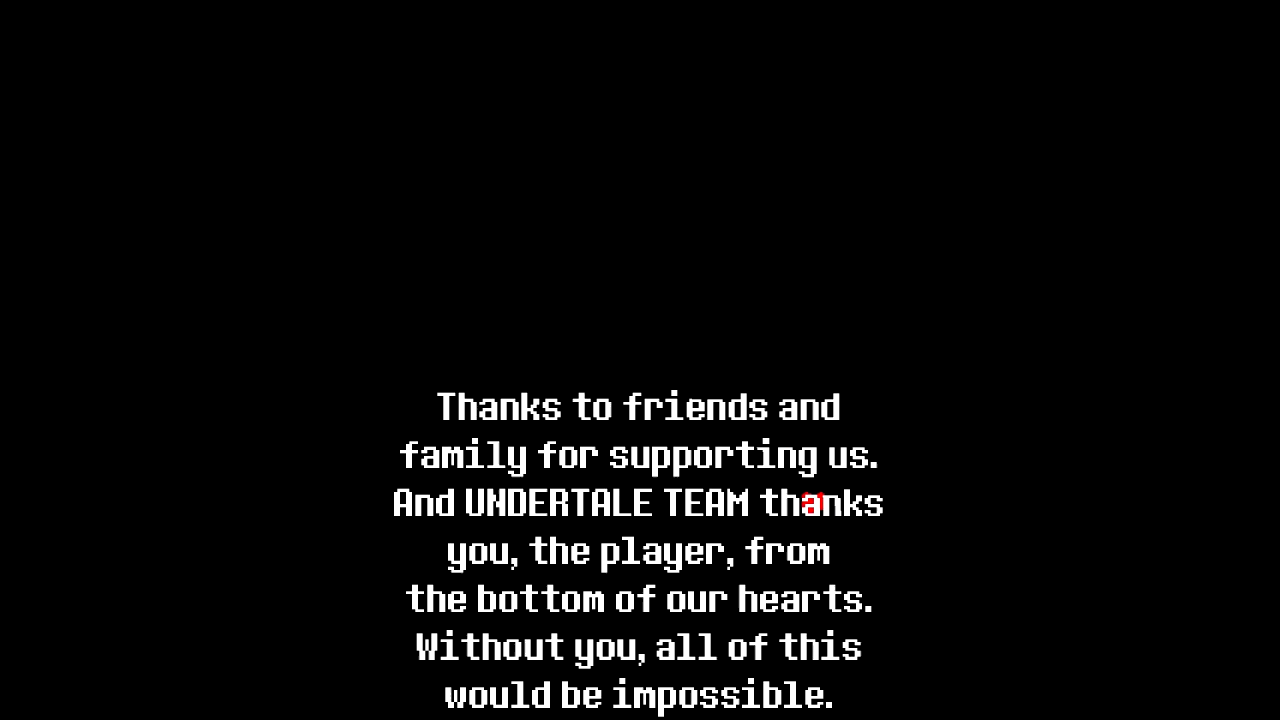 Thanks to friends and
family for supporting us.
And UNDERTALE TEAM thanks
you, the player, from
the bottom of our hearts.
Without you, all of this
would be impossible.